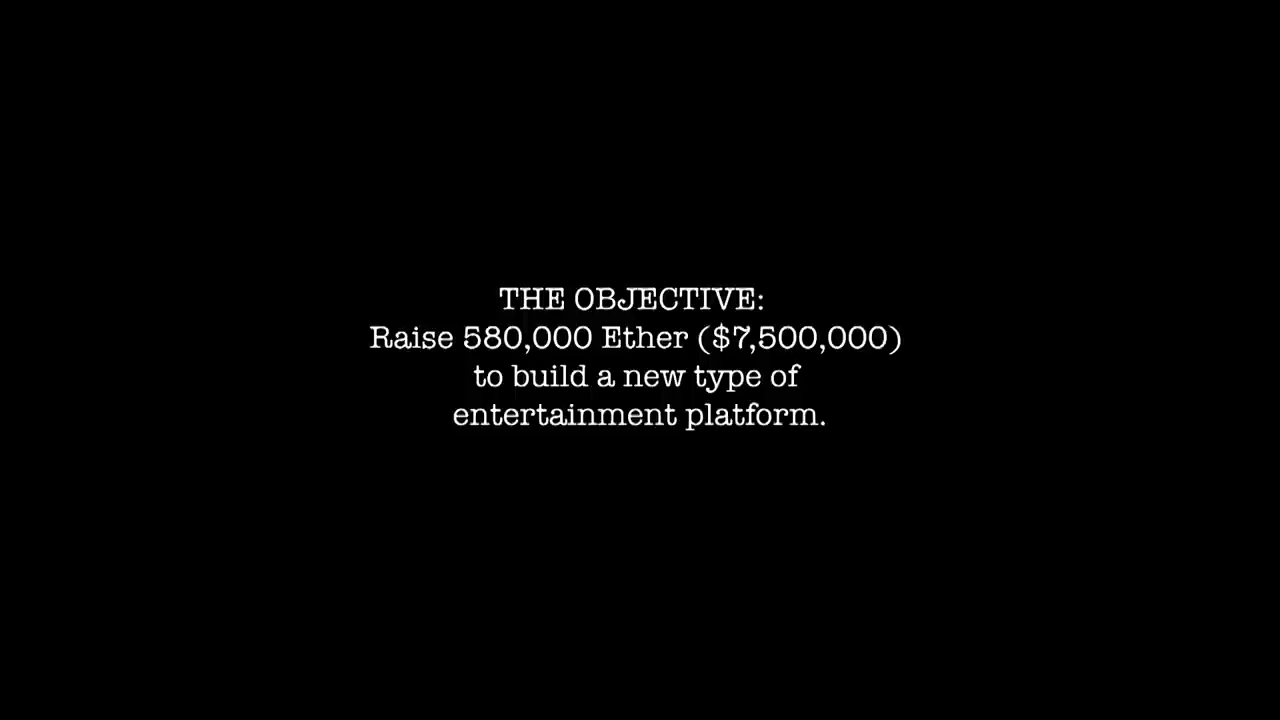 THE OBJECTIVE:
Raise 580,000 Ether ($7,500,000)
to build a new type of
entertainment platform.